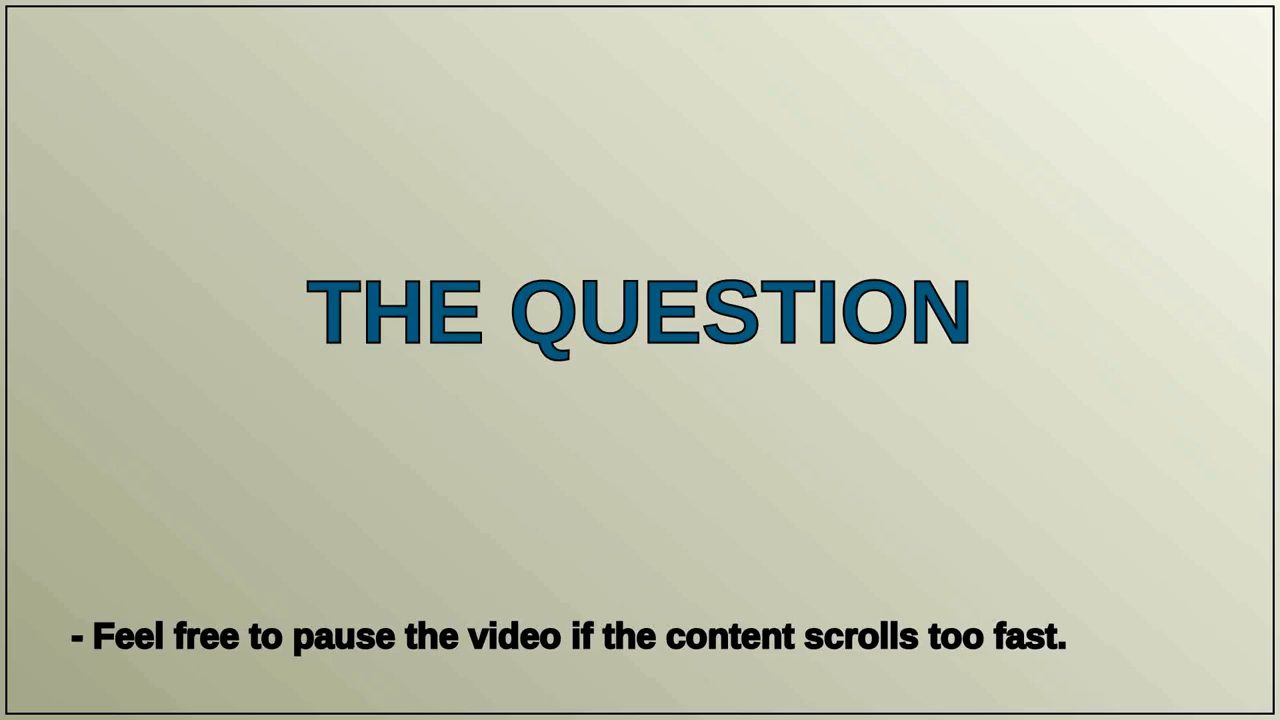 THE QUESTION
- Feel free to pause the video if the content scrolls too fast.